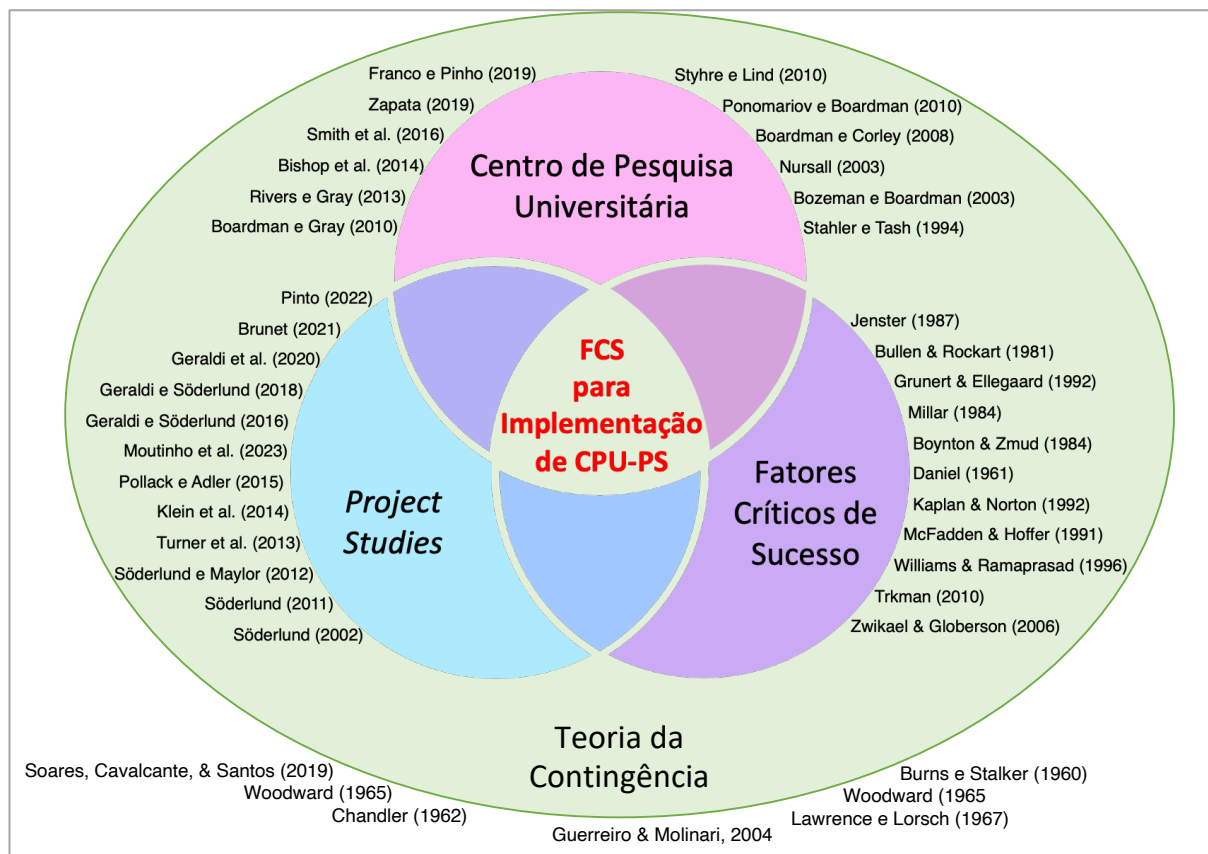 Franco e Pinho (2019)
Zapata (2019)
Smith et al. (2016)
Bishop et al. (2014)
Rivers e Gray (2013)
Boardman e Gray (2010)
Styhre e Lind (2010)
Ponomariov e Boardman (2010)
Boardman e Corley (2008)
Nursall (2003)
Bozeman e Boardman (2003)
Stahler e Tash (1994)
Centro de Pesquisa
Universitária
Pinto (2022)
Brunet (2021)
Geraldi et al. (2020)
Geraldi e Söderlund (2018)
Geraldi e Söderlund (2016)
Moutinho et al. (2023)
Pollack e Adler (2015)
Klein et al. (2014)
Turner et al. (2013)
Söderlund e Maylor (2012)
Söderlund (2011)
Söderlund (2002)
Project
Studies
FCS
para
Implementação
de CPU-PS
Fatores
Críticos de
Sucesso
Jenster (1987)
Bullen & Rockart (1981)
Grunert & Ellegaard (1992)
Millar (1984)
Boynton & Zmud (1984)
Daniel (1961)
Kaplan & Norton (1992)
McFadden & Hoffer (1991)
Williams & Ramaprasad (1996)
Trkman (2010)
Zwikael & Globerson (2006)
Teoria da
Contingência
Soares, Cavalcante, & Santos (2019)
Woodward (1965)
Chandler (1962)
Guerreiro & Molinari, 2004
Burns e Stalker (1960)
Woodward (1965
Lawrence e Lorsch (1967)